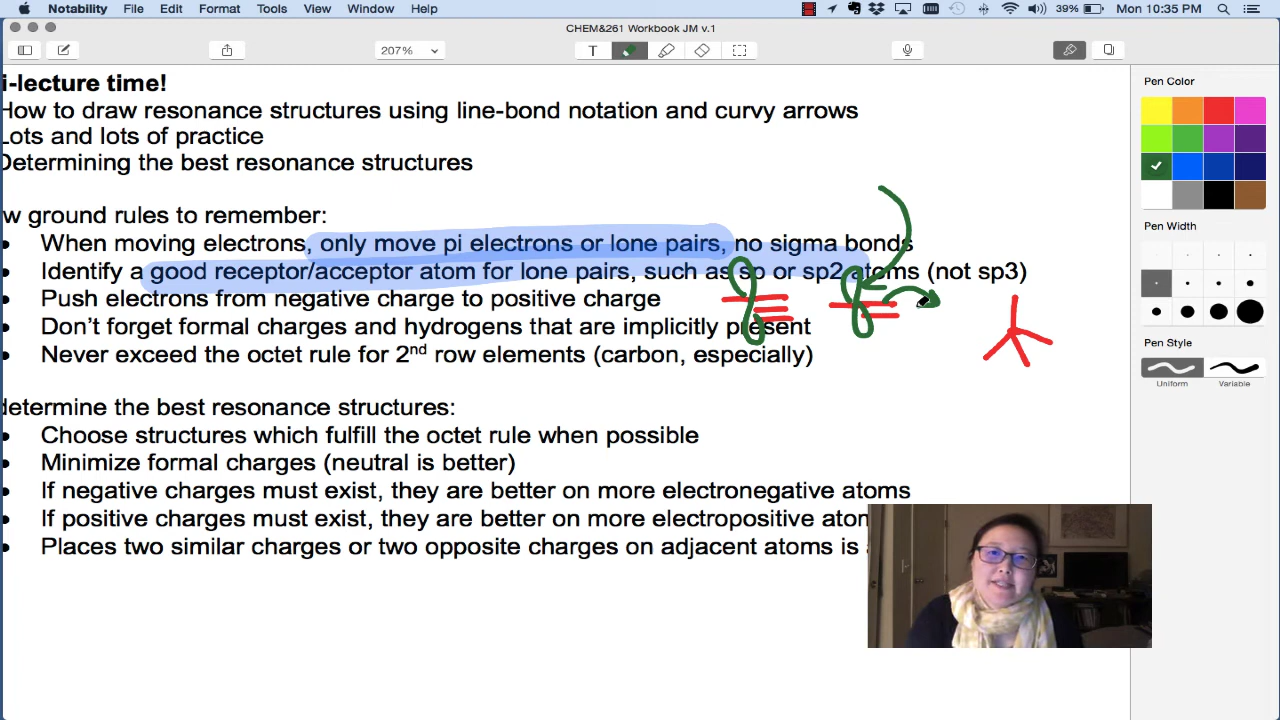 Notability File Edit Format Tools Structures View Window Help 39% Mon 10:35 PM
CHEM&261 Workbook JM v.1
207% T
i-lecture time!
How to draw resonance structures using line-bond notation and curvy arrows
Lots and lots of practice
Determining the best resonance structures
w ground rules to remember:
• When moving electrons, only move pi electrons or lone pairs, no sigma bonds
• Identify a good receptor/acceptor atom for lone pairs, such as sp or sp2 atoms (not sp3)
• Push electrons from negative charge to positive charge
• Don't forget formal charges and hydrogens that are implicitly present
• Never exceed the octet rule for 2nd row elements (carbon, especially)
determine the best resonance structures:
• Choose structures which fulfill the octet rule when possible
• Minimize formal charges (neutral is better)
• If negative charges must exist, they are better on more electronegative atoms
• If positive charges must exist, they are better on more electropositive aton
• Places two similar charges or two opposite charges on adjacent atoms is
Pen Color
Pen Width
Pen Style
Uniform Variable